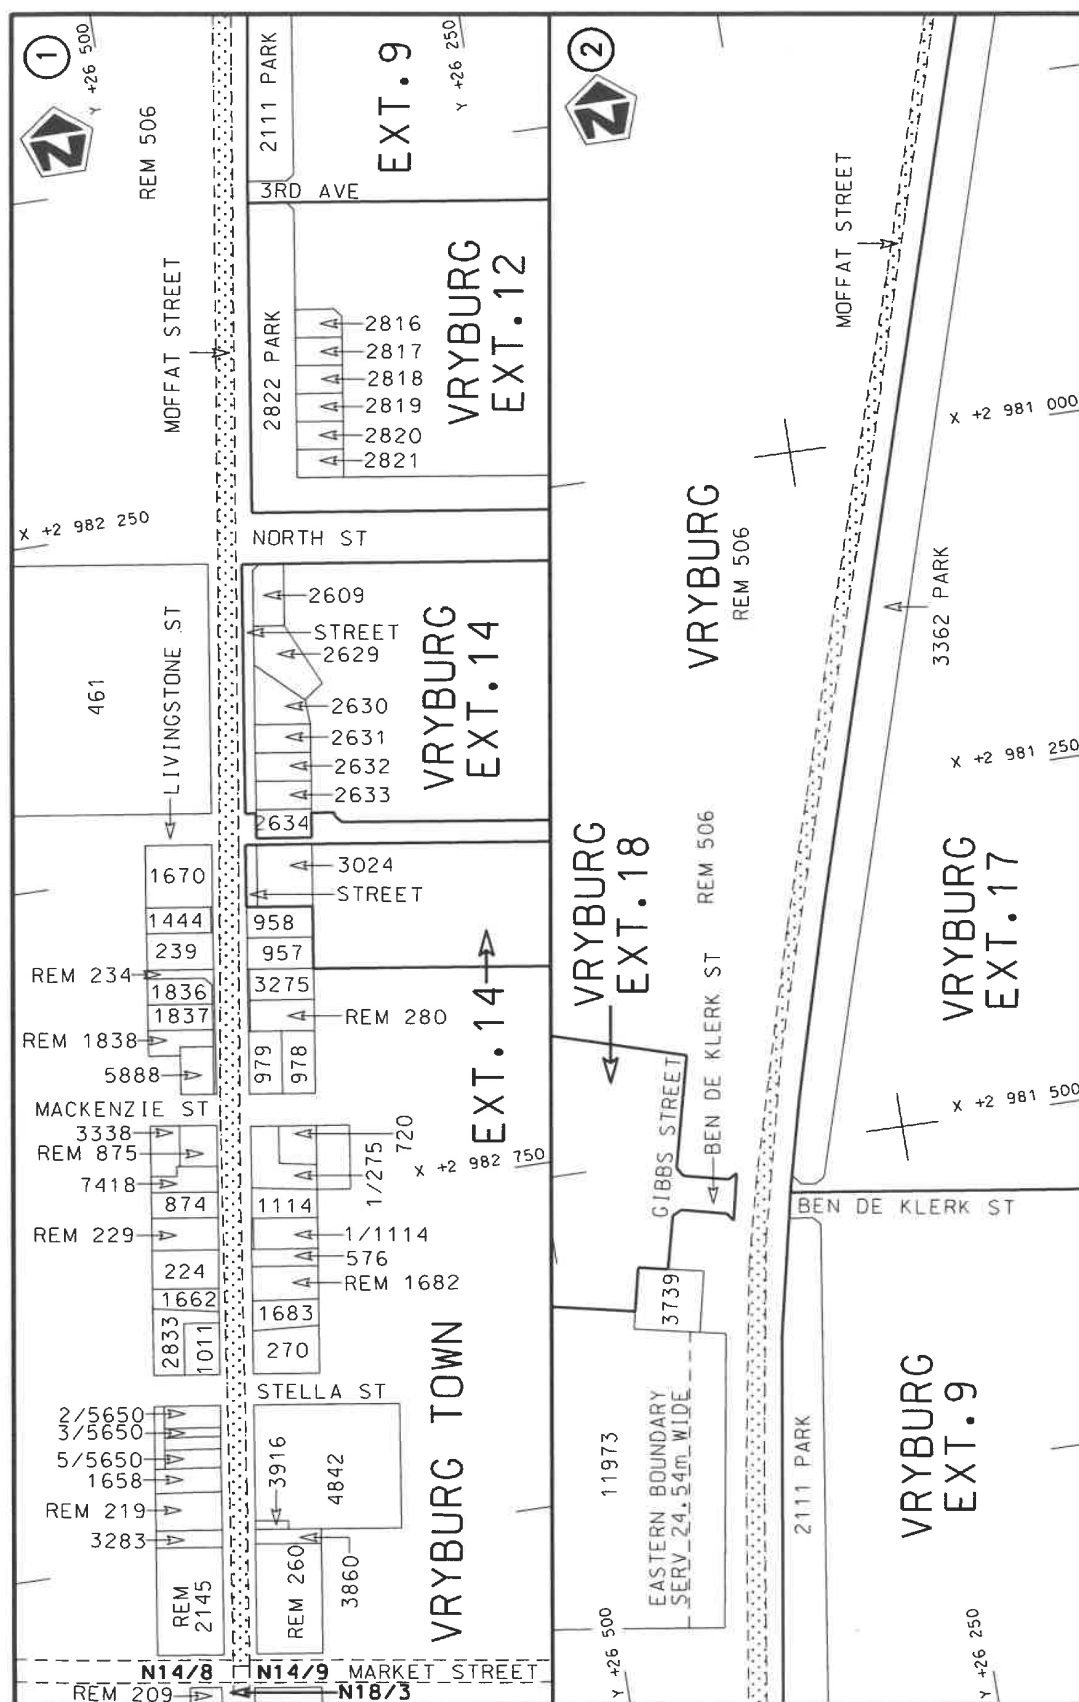 1
Y +26 500
REM 506
2111 PARK
EXT.9
Y +26 250
3RD AVE
MOFFAT STREET
2822 PARK
2816
2817
2818
2819
2820
2821
VRYBURG
EXT.12
X +2 982 250
NORTH ST
461
LIVINGSTONE ST
2609
STREET
2629
2630
2631
2632
2633
2634
VRYBURG
EXT.14
1670
3024
STREET
1444
958
239
957
REM 234
3275
1836
1837
REM 280
REM 1838
979
978
5888
EXT.14
MACKENZIE ST
3338
REM 875
7418
720
1/275
X +2 982 750
874
1114
REM 229
1/1114
576
224
REM 1682
1662
1683
2833
1011
270
STELLA ST
2/5650
3/5650
5/5650
1658
REM 219
3283
3916
4842
REM
2145
REM 260
3860
VRYBURG TOWN
N14/8
N14/9
MARKET STREET
REM 209
N18/3
2
MOFFAT STREET
X +2 981 000
VRYBURG
REM 506
3362 PARK
X +2 981 250
VRYBURG
EXT.18
REM 506
VRYBURG
EXT.17
GIBBS STREET
BEN DE KLERK ST
X +2 981 500
BEN DE KLERK ST
3739
11973
EASTERN BOUNDARY
SERV 24.54m WIDE
2111 PARK
VRYBURG
EXT.9
Y +26 500
Y +26 250